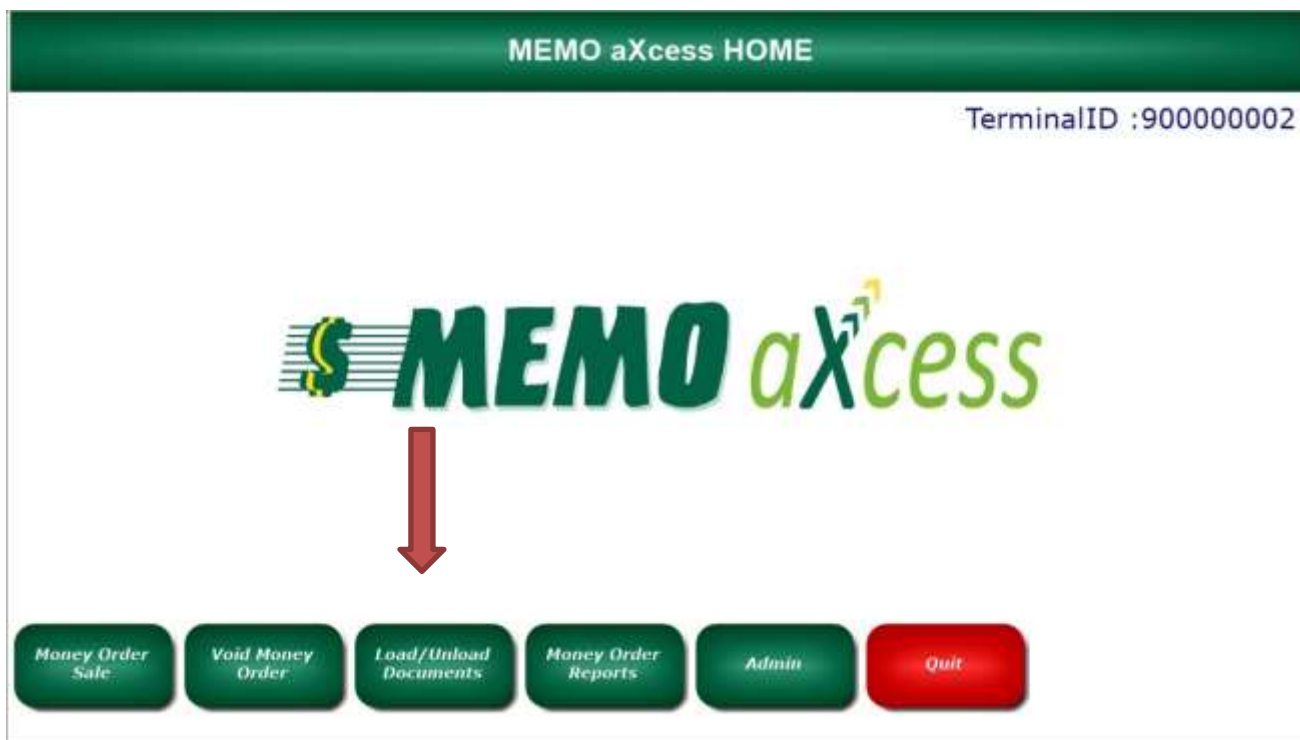 MEMO aXcess HOME
TerminalID :900000002
$ MEMO aXcess
Money Order
Sale
Void Money
Order
Load/Unload
Documents
Money Order
Reports
Admin
Quit